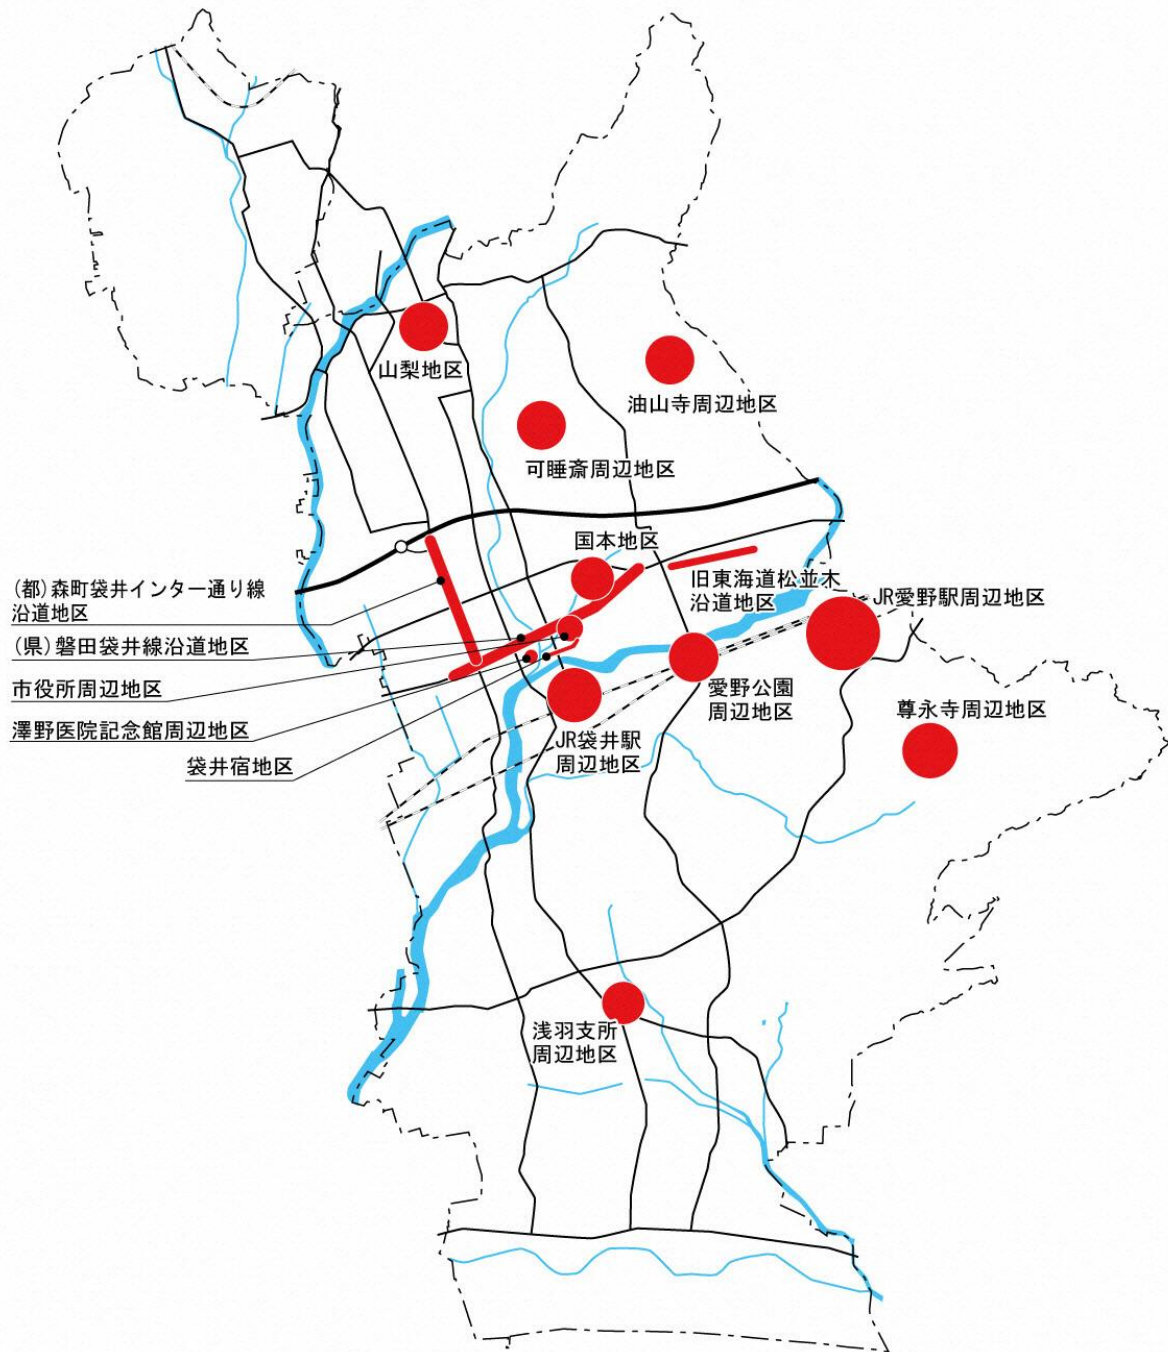 山梨地区
油山寺周辺地区
可睡斎周辺地区
国本地区
(都)森町袋井インター通り線
沿道地区
旧東海道松並木
沿道地区
JR愛野駅周辺地区
(県)磐田袋井線沿道地区
市役所周辺地区
愛野公園
周辺地区
尊永寺周辺地区
澤野医院記念館周辺地区
JR袋井駅
周辺地区
袋井宿地区
浅羽支所
周辺地区